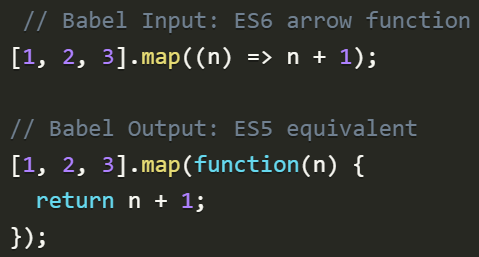 // Babel Input: ES6 arrow function
[1, 2, 3].map((n) => n + 1);

// Babel Output: ES5 equivalent
[1, 2, 3].map(function(n) {
  return n + 1;
});